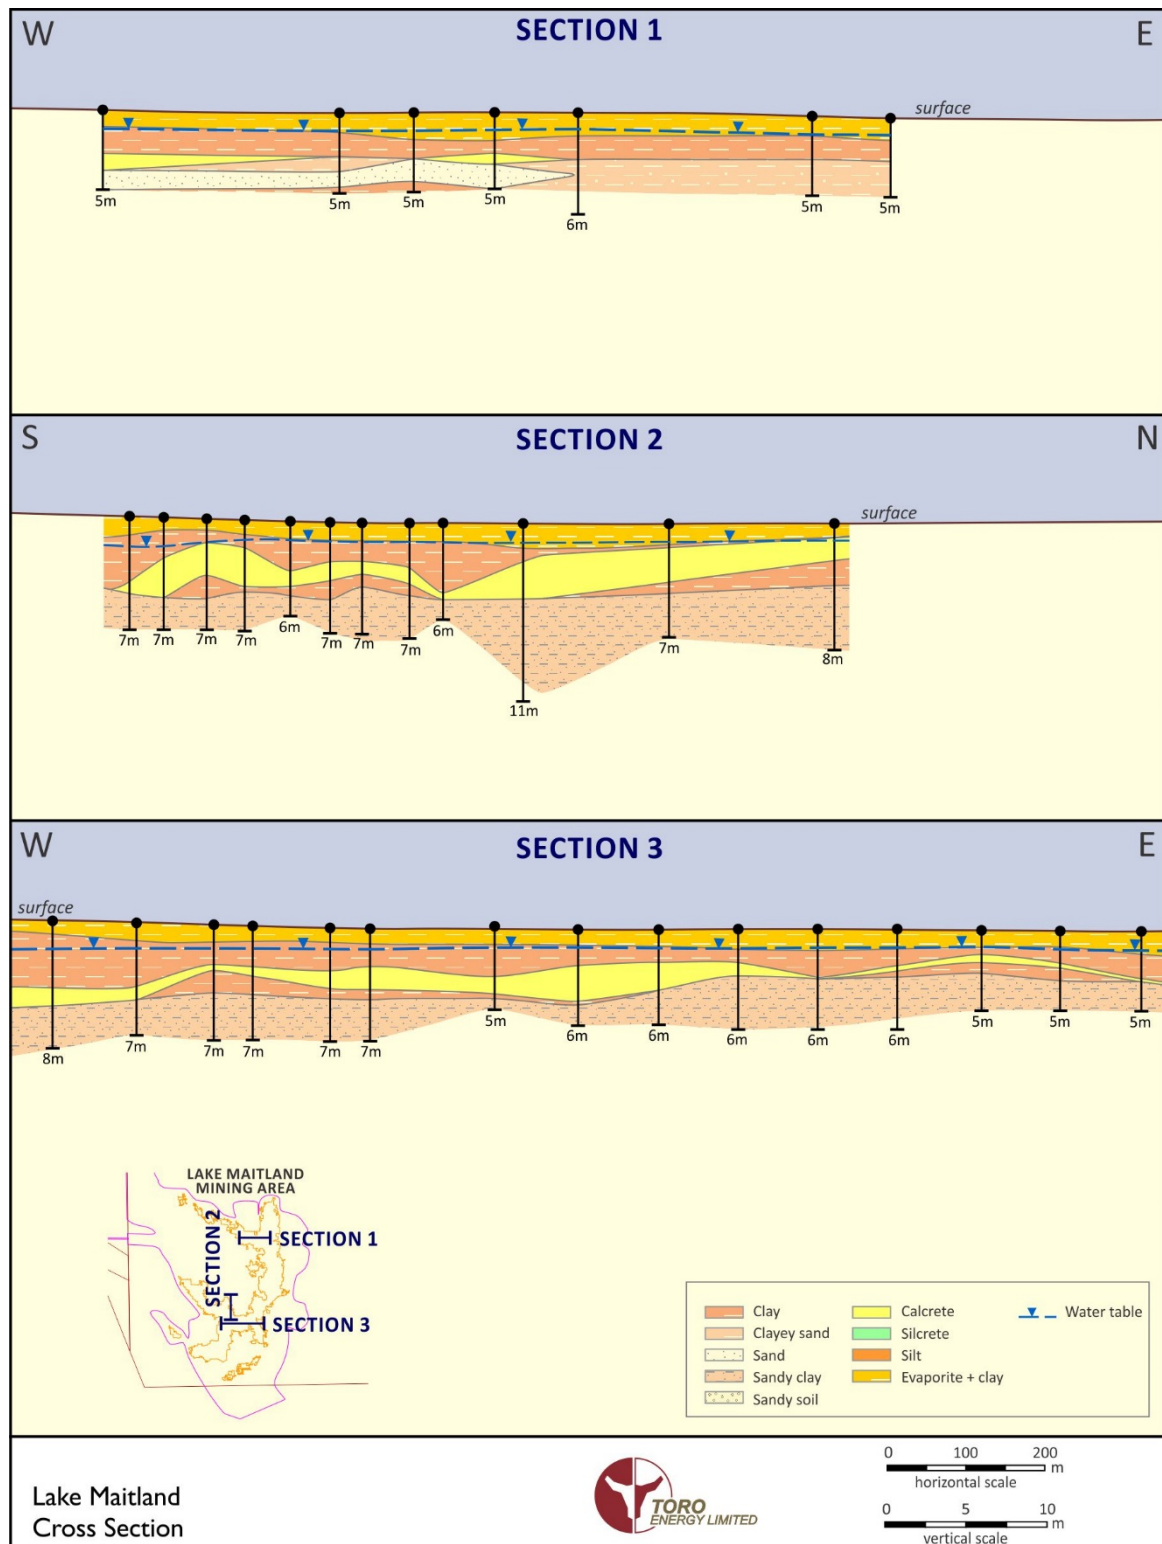 W
SECTION 1
E
surface
5m
5m
5m
5m
6m
5m
5m
S
SECTION 2
N
surface
7m
7m
7m
7m
6m
7m
7m
7m
6m
11m
7m
8m
W
SECTION 3
E
surface
8m
7m
7m
7m
7m
7m
5m
6m
6m
6m
6m
6m
5m
5m
5m
LAKE MAITLAND
MINING AREA
SECTION 2
SECTION 1
SECTION 3
Clay
Clayey sand
Sand
Sandy clay
Sandy soil
Calcrete
Silcrete
Silt
Evaporite + clay
Water table
Lake Maitland
Cross Section
TORO
ENERGY LIMITED
0 100 200
m
horizontal scale
0 5 10
m
vertical scale